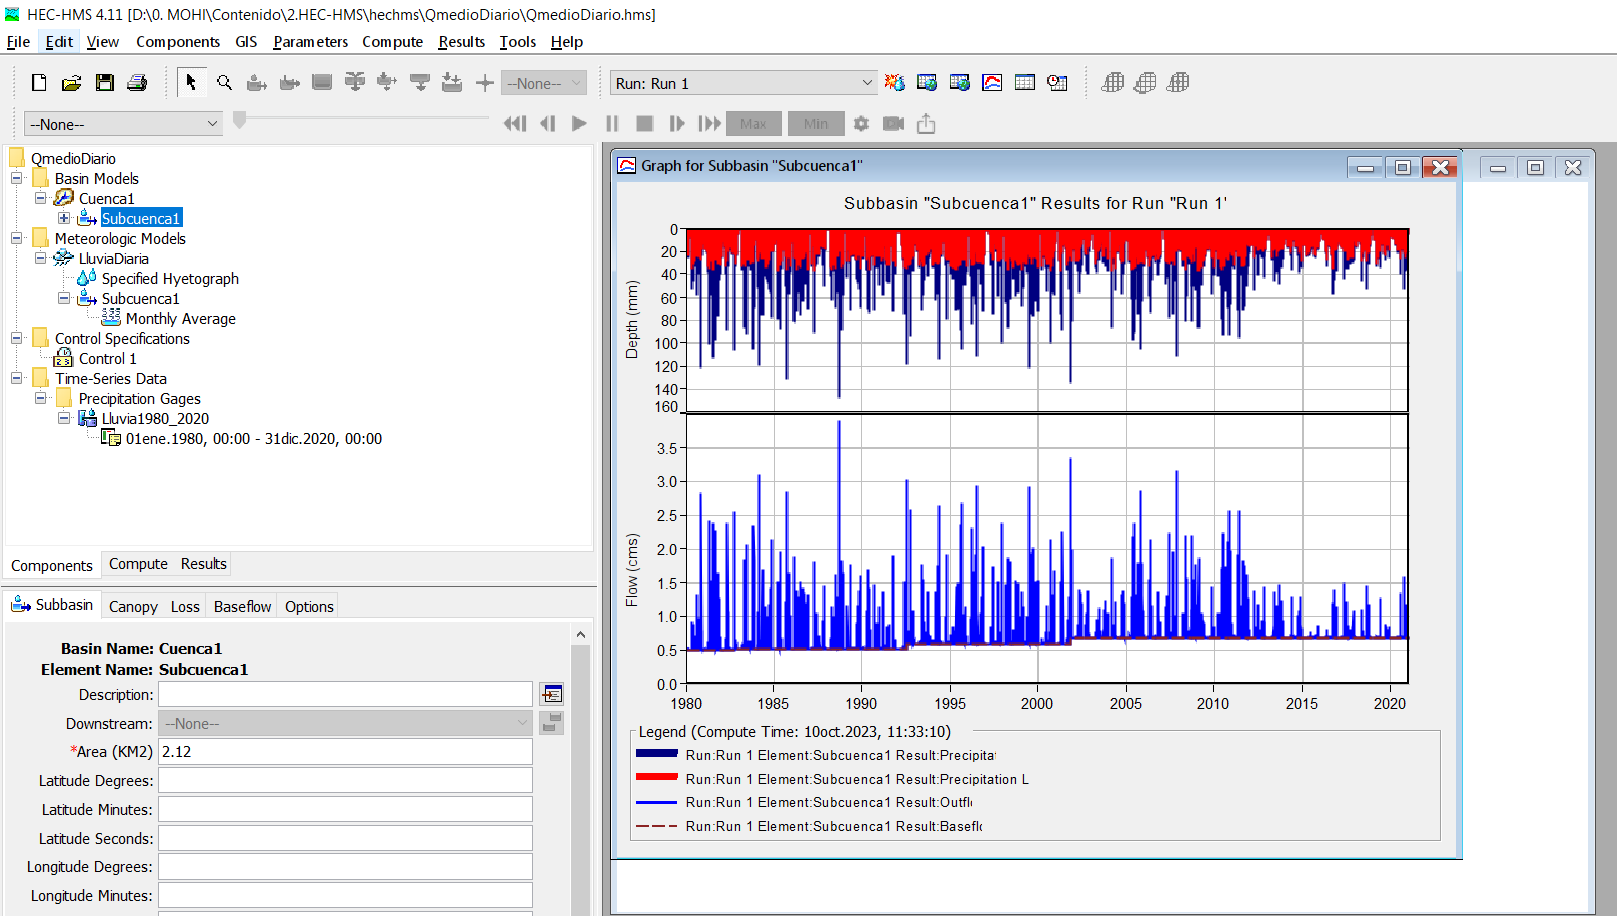 HEC-HMS 4.11 [D:\0. MOHI\Contenido\2.HEC-HMS\hechms\QmedioDiario\QmedioDiario.hms]
File Edit View Components GIS Parameters Compute Results Tools Help
--None-- Run: Run 1
--None-- Max Min
QmedioDiario
Basin Models
Cuenca1
Subcuenca1
Meteorologic Models
LluviaDiaria
Specified Hyetograph
Subcuenca1
Monthly Average
Control Specifications
Control 1
Time-Series Data
Precipitation Gages
Lluvia1980_2020
01ene.1980, 00:00 - 31dic.2020, 00:00
Components Compute Results
Subbasin Canopy Loss Baseflow Options
Basin Name: Cuenca1
Element Name: Subcuenca1
Description:
Downstream: --None--
*Area (KM2) 2.12
Latitude Degrees:
Latitude Minutes:
Latitude Seconds:
Longitude Degrees:
Longitude Minutes:
Graph for Subbasin "Subcuenca1"
Subbasin "Subcuenca1" Results for Run "Run 1'
Depth (mm)
0
20
40
60
80
100
120
140
160
Flow (cms)
3.5
3.0
2.5
2.0
1.5
1.0
0.5
0.0
1980 1985 1990 1995 2000 2005 2010 2015 2020
Legend (Compute Time: 10oct.2023, 11:33:10)
Run:Run 1 Element:Subcuenca1 Result:Precipita
Run:Run 1 Element:Subcuenca1 Result:Precipitation L
Run:Run 1 Element:Subcuenca1 Result:Outfl
Run:Run 1 Element:Subcuenca1 Result:Basefl